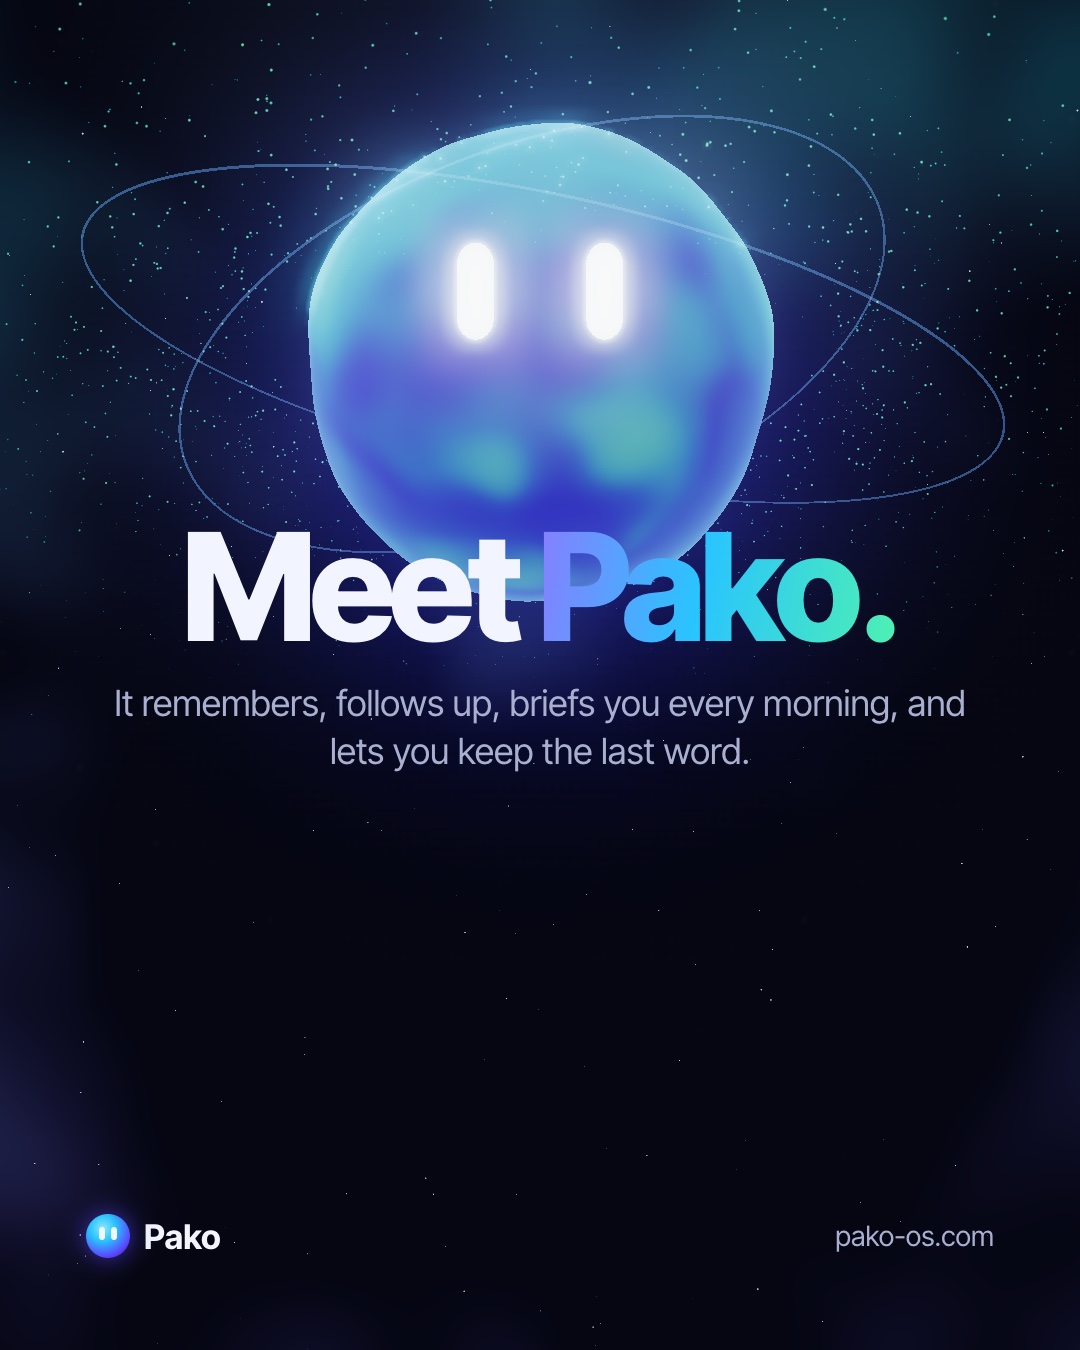 Meet Pako.
It remembers, follows up, briefs you every morning, and
lets you keep the last word.
Pako
pako-os.com